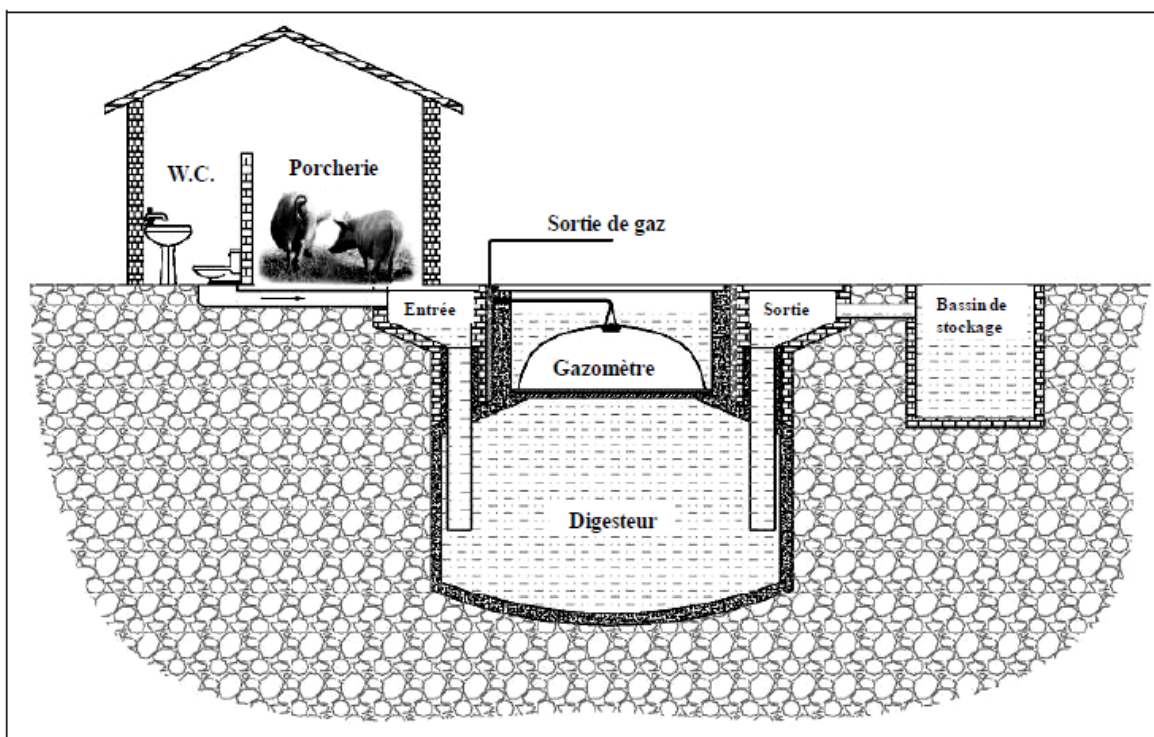 W.C.
Porcherie
Sortie de gaz
Entrée
Sortie
Bassin de
stockage
Gazomètre
Digesteur